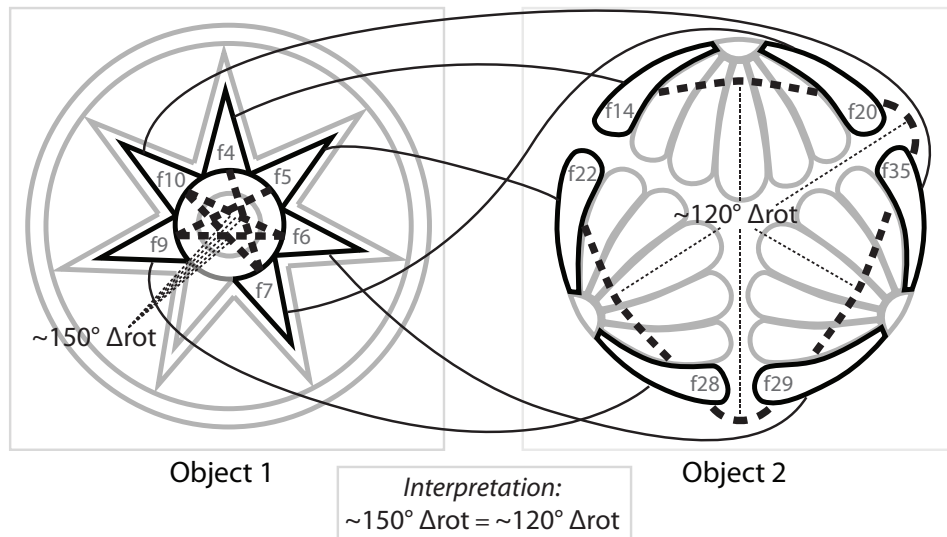 f4
f10
f5
f9
f6
f7
~150° Δrot
f14
f20
f22
f35
~120° Δrot
f28
f29
Object 1
Object 2
Interpretation:
~150° Δrot = ~120° Δrot